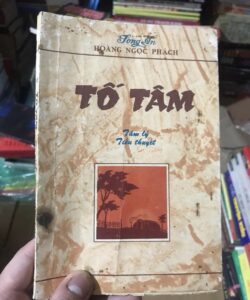 Song An
HOÀNG NGỌC PHÁCH
TỐ TÂM
Tâm lý
Tiểu thuyết